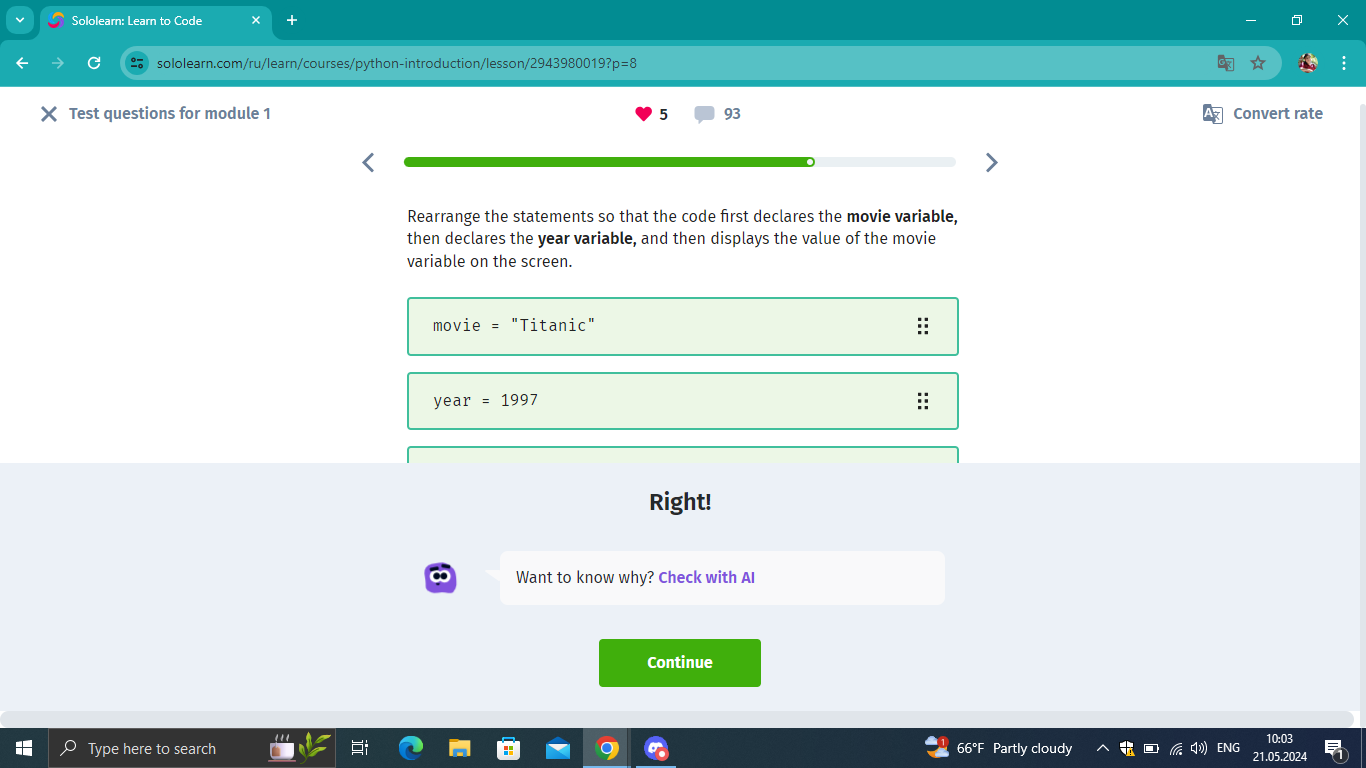 Sololearn: Learn to Code
sololearn.com/ru/learn/courses/python-introduction/lesson/2943980019?p=8
Test questions for module 1
5
93
Convert rate
Rearrange the statements so that the code first declares the movie variable,
then declares the year variable, and then displays the value of the movie
variable on the screen.
movie = "Titanic"
year = 1997
Right!
Want to know why? Check with AI
Continue
Type here to search
1
66°F Partly cloudy
ENG
10:03
21.05.2024
1